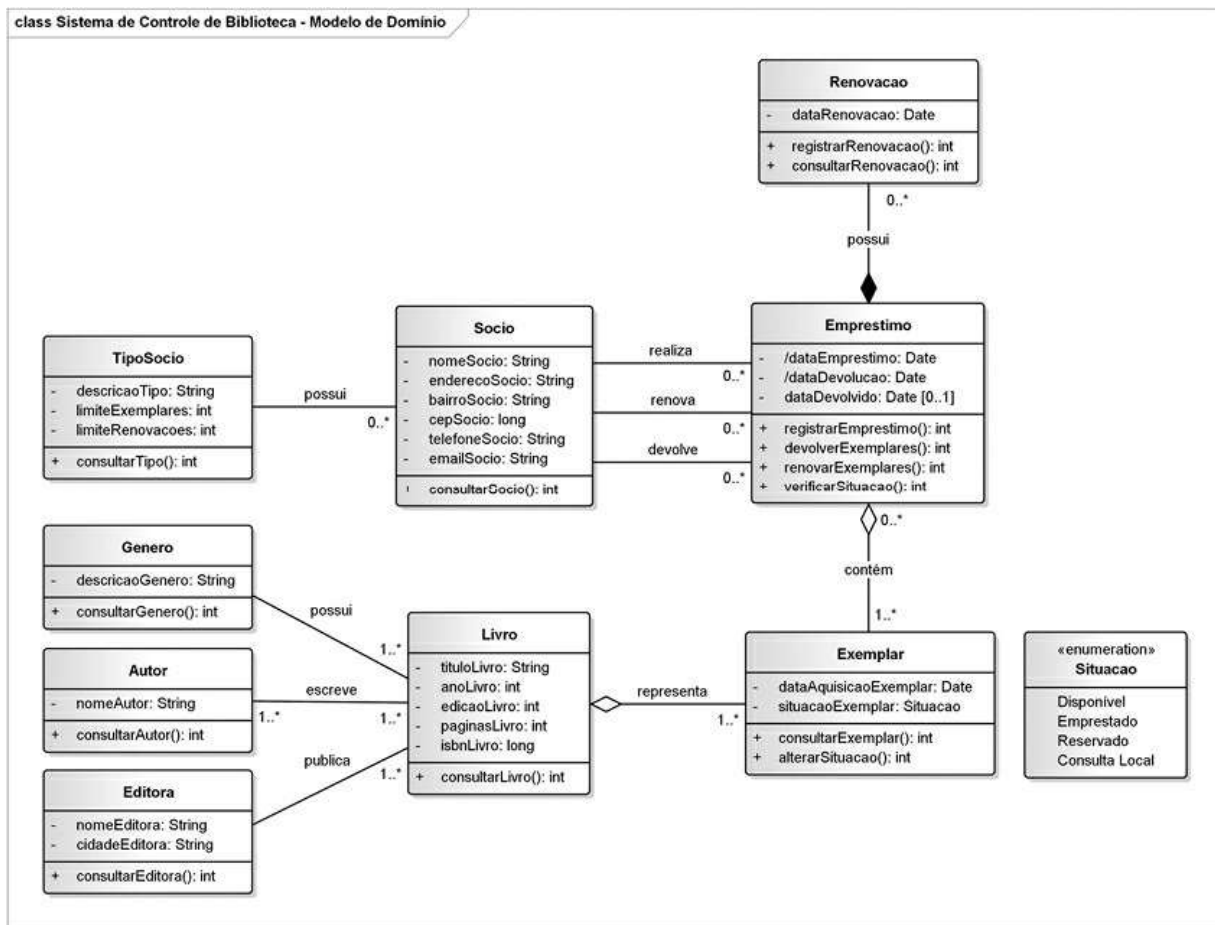 class Sistema de Controle de Biblioteca - Modelo de Domínio
Renovacao
- dataRenovacao: Date
+ registrarRenovacao(): int
+ consultarRenovacao(): int
0..*
possui
Emprestimo
- /dataEmprestimo: Date
- /dataDevolucao: Date
- dataDevolvido: Date [0..1]
+ registrarEmprestimo(): int
+ devolverExemplares(): int
+ renovarExemplares(): int
+ verificarSituacao(): int
realiza
0..*
renova
0..*
devolve
0..*
Socio
- nomeSocio: String
- enderecoSocio: String
- bairroSocio: String
- cepSocio: long
- telefoneSocio: String
- emailSocio: String
+ consultarSocio(): int
possui
0..*
TipoSocio
- descricaoTipo: String
- limiteExemplares: int
- limiteRenovacoes: int
+ consultarTipo(): int
Genero
- descricaoGenero: String
+ consultarGenero(): int
possui
1..*
Autor
- nomeAutor: String
+ consultarAutor(): int
escreve
1..*
1..*
Editora
- nomeEditora: String
- cidadeEditora: String
+ consultarEditora(): int
publica
1..*
Livro
- tituloLivro: String
- anoLivro: int
- edicaoLivro: int
- paginasLivro: int
- isbnLivro: long
+ consultarLivro(): int
representa
1..*
0..*
contém
1..*
Exemplar
- dataAquisicaoExemplar: Date
- situacaoExemplar: Situacao
+ consultarExemplar(): int
+ alterarSituacao(): int
«enumeration»
Situacao
Disponível
Emprestado
Reservado
Consulta Local